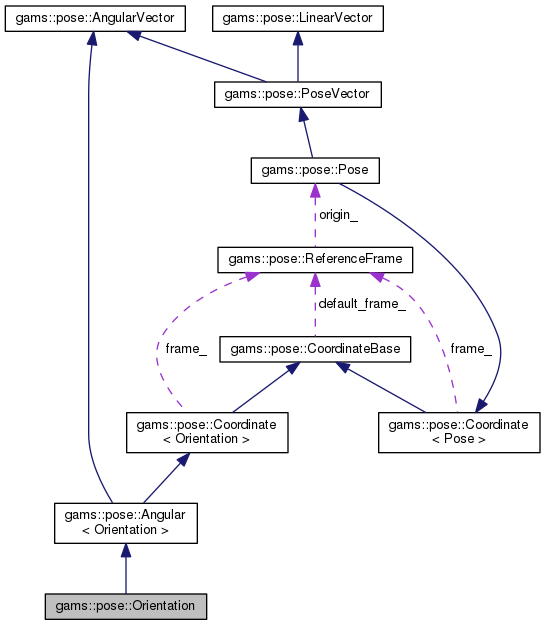 gams::pose::AngularVector
gams::pose::LinearVector
gams::pose::PoseVector
gams::pose::Pose
origin_
gams::pose::ReferenceFrame
default_frame_
frame_
frame_
gams::pose::CoordinateBase
gams::pose::Coordinate
< Orientation >
gams::pose::Coordinate
< Pose >
gams::pose::Angular
< Orientation >
gams::pose::Orientation